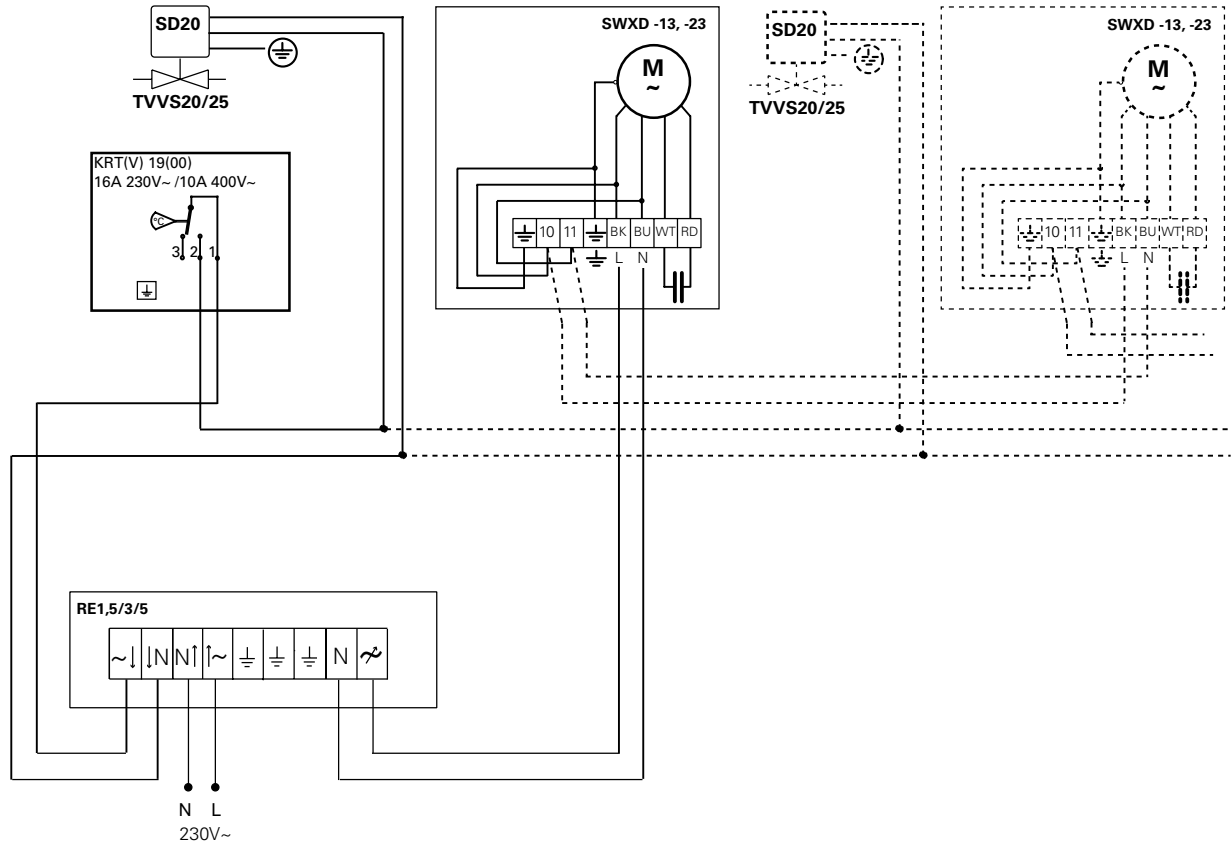 SD20
TVVS20/25
KRT(V) 19(00)
16A 230V~ /10A 400V~
°C
3 2 1
SWXD -13, -23
M
~
10 11 BK BU WT RD
L N
SD20
TVVS20/25
SWXD -13, -23
M
~
10 11 BK BU WT RD
L N
RE1,5/3/5
~↓ ↓N N↑ ↑~ N ~
N L
230V~